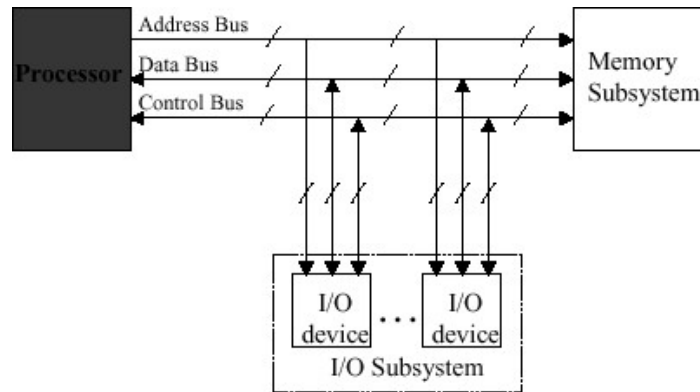 Address Bus
Processor
Data Bus
Control Bus
Memory
Subsystem
I/O
device
...
I/O
device
I/O Subsystem